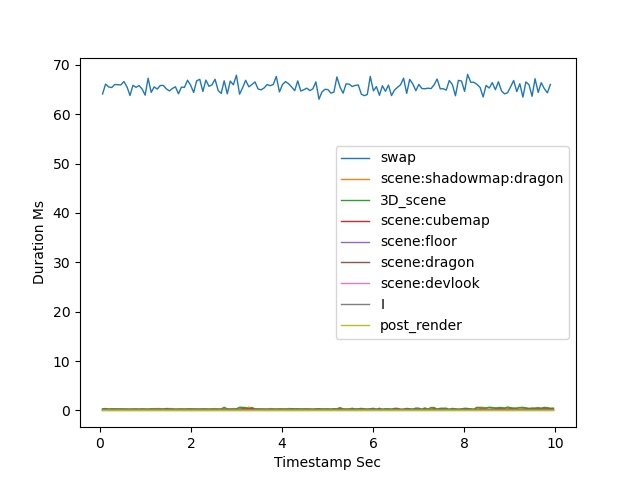 70
60
50
40
30
20
10
0
Duration Ms
swap
scene:shadowmap:dragon
3D_scene
scene:cubemap
scene:floor
scene:dragon
scene:devlook
I
post_render
0 2 4 6 8 10
Timestamp Sec